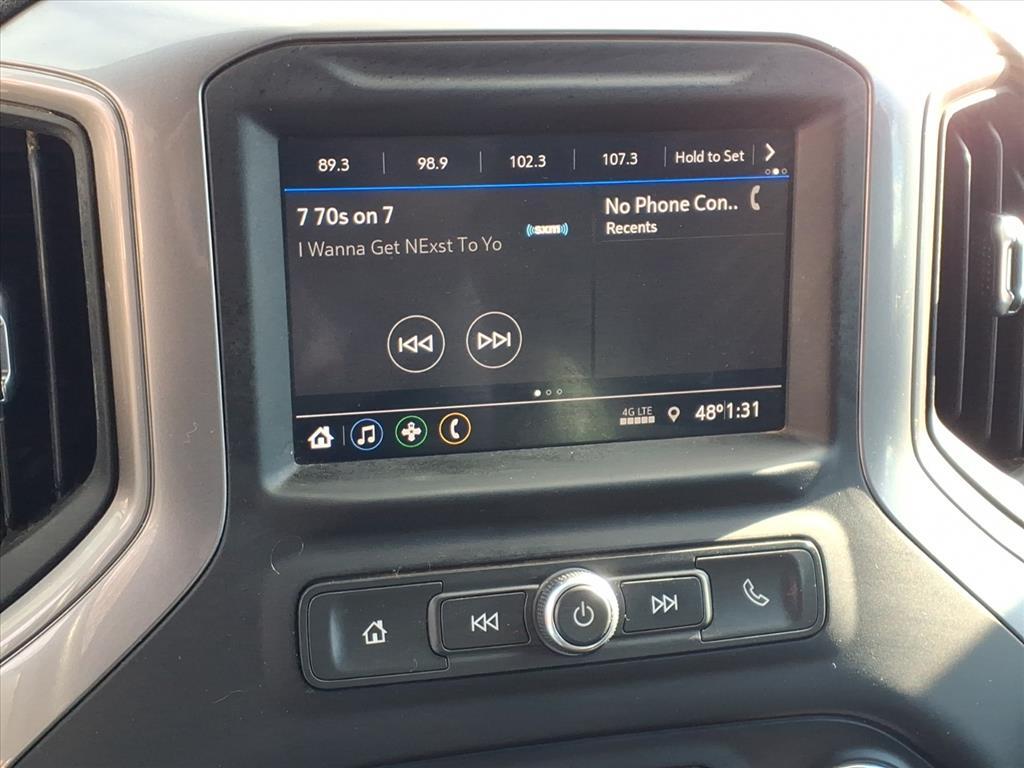 89.3 98.9 102.3 107.3 Hold to Set
7 70s on 7
sxm
I Wanna Get NExst To Yo
No Phone Con..
Recents
4G LTE
48° 1:31